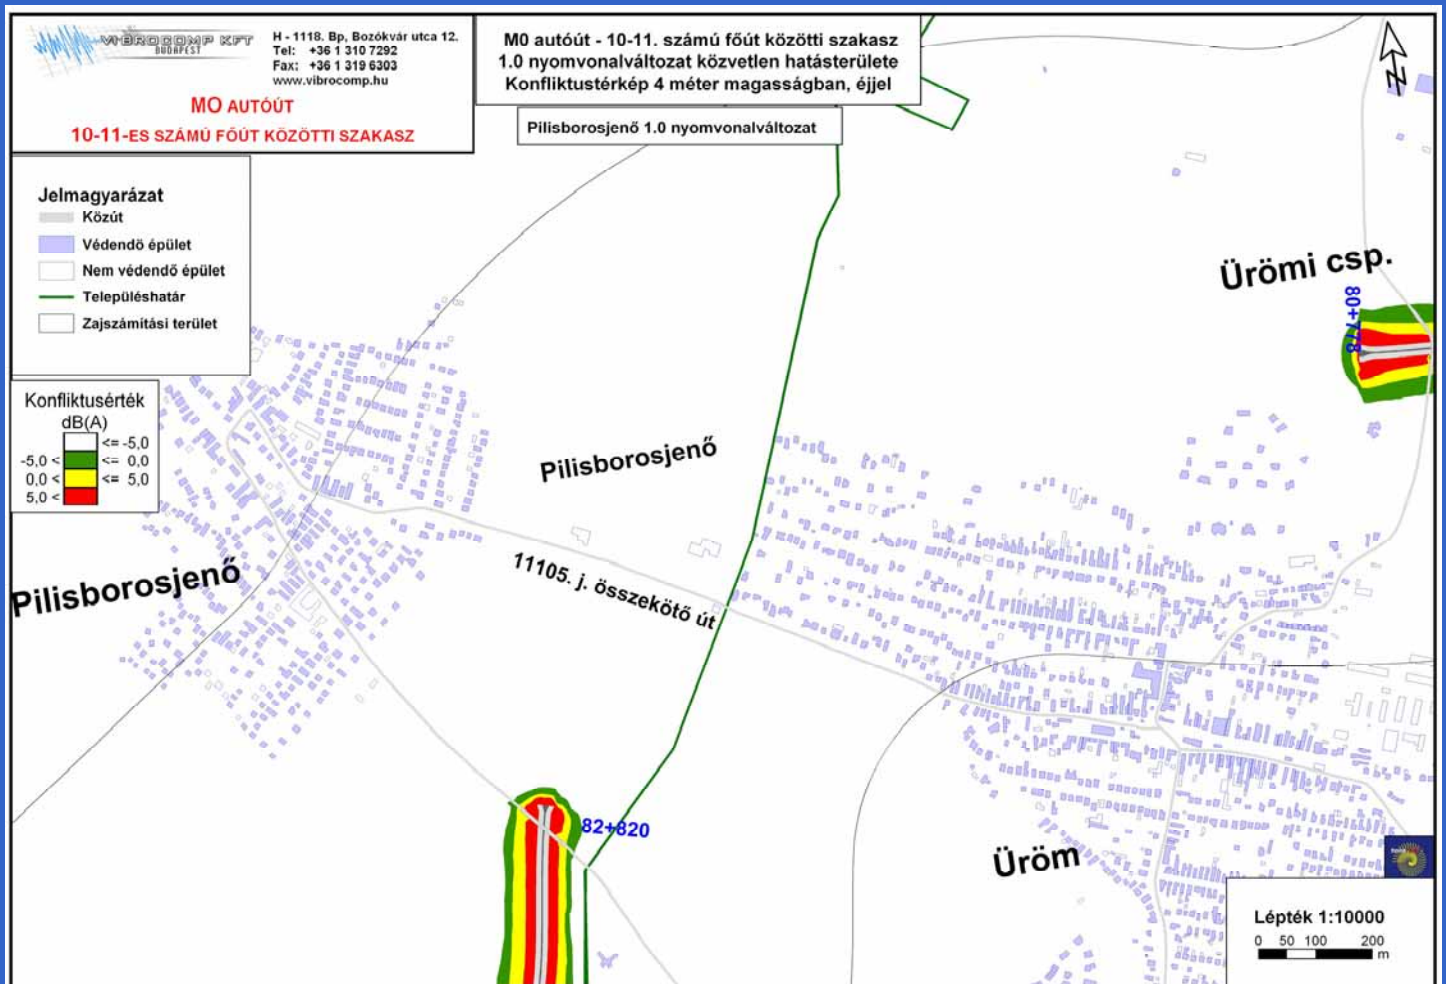 VIBROCOMP KFT
BUDAPEST
H - 1118. Bp, Bozókvár utca 12.
Tel: +36 1 310 7292
Fax: +36 1 319 6303
www.vibrocomp.hu
MO AUTÓÚT
10-11-ES SZÁMÚ FŐÚT KÖZÖTTI SZAKASZ
M0 autóút - 10-11. számú főút közötti szakasz
1.0 nyomvonalváltozat közvetlen hatásterülete
Konfliktustérkép 4 méter magasságban, éjjel
Pilisborosjenő 1.0 nyomvonalváltozat
Jelmagyarázat
Közút
Védendö épület
Nem védendő épület
Településhatár
Zajszámítási terület
Konfliktusérték
dB(A)
<= -5,0
-5,0 < <= 0,0
0,0 < <= 5,0
5,0 <
N
Ürömi csp.
80+778
Pilisborosjenő
Pilisborosjenő
11105. j. összekötő út
82+820
Üröm
Lépték 1:10000
0 50 100 200
m